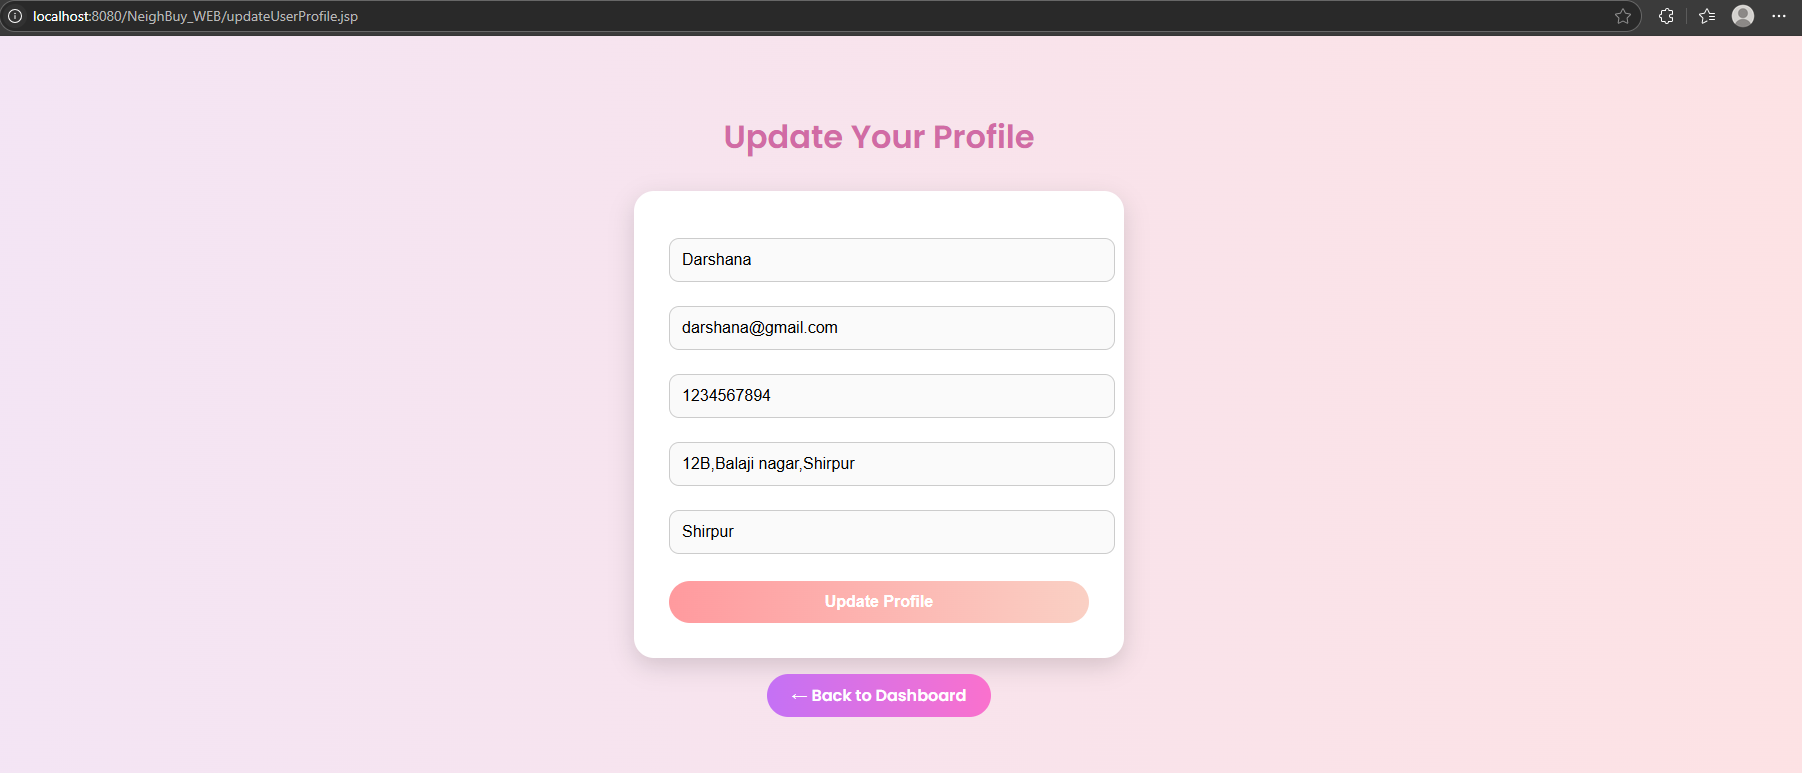 localhost:8080/NeighBuy_WEB/updateUserProfile.jsp
Update Your Profile
Darshana
darshana@gmail.com
1234567894
12B,Balaji nagar,Shirpur
Shirpur
Update Profile
← Back to Dashboard